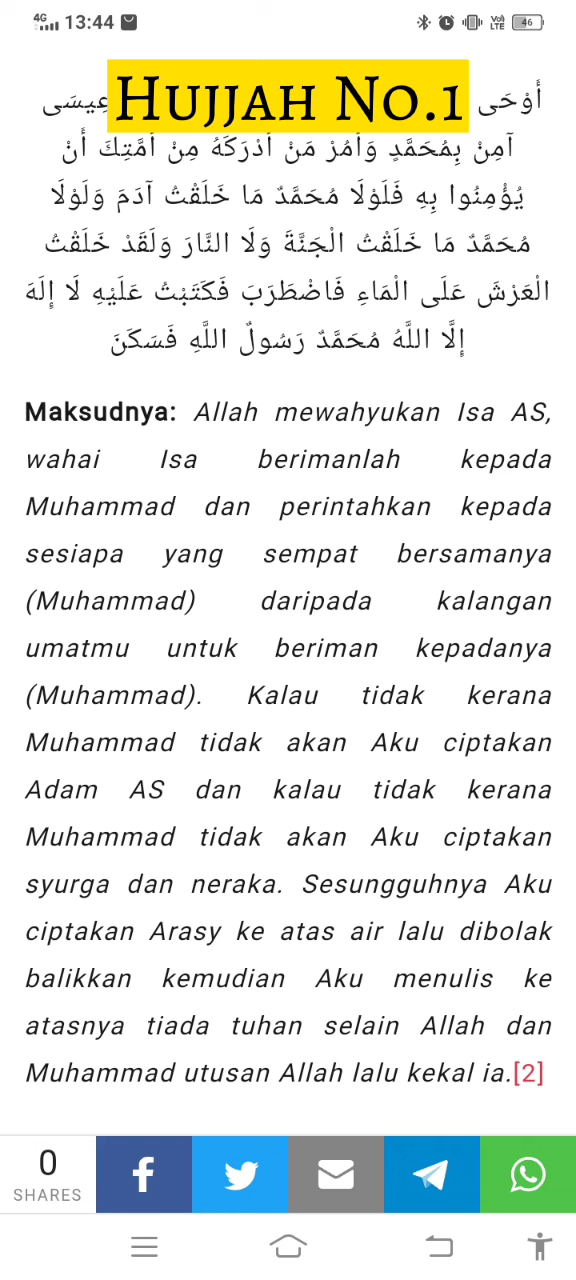 4G 13:44 Vo) LTE 46
HUJJAH NO.1
أَوْحَى عِيسَى
آمِنْ بِمُحَمَّدٍ وَأْمُرْ مَنْ أَدْرَكَهُ مِنْ أُمَّتِكَ أَنْ
يُؤْمِنُوا بِهِ فَلَوْلَا مُحَمَّدٌ مَا خَلَقْتُ آدَمَ وَلَوْلَا
مُحَمَّدٌ مَا خَلَقْتُ الْجَنَّةَ وَلَا النَّارَ وَلَقَدْ خَلَقْتُ
الْعَرْشَ عَلَى الْمَاءِ فَاضْطَرَبَ فَكَتَبْتُ عَلَيْهِ لَا إِلَهَ
إِلَّا اللَّهُ مُحَمَّدٌ رَسُولٌ اللَّهِ فَسَكَنَ
Maksudnya: Allah mewahyukan Isa AS,
wahai Isa berimanlah kepada
Muhammad dan perintahkan kepada
sesiapa yang sempat bersamanya
(Muhammad) daripada kalangan
umatmu untuk beriman kepadanya
(Muhammad). Kalau tidak kerana
Muhammad tidak akan Aku ciptakan
Adam AS dan kalau tidak kerana
Muhammad tidak akan Aku ciptakan
syurga dan neraka. Sesungguhnya Aku
ciptakan Arasy ke atas air lalu dibolak
balikkan kemudian Aku menulis ke
atasnya tiada tuhan selain Allah dan
Muhammad utusan Allah lalu kekal ia.[2]
0
SHARES